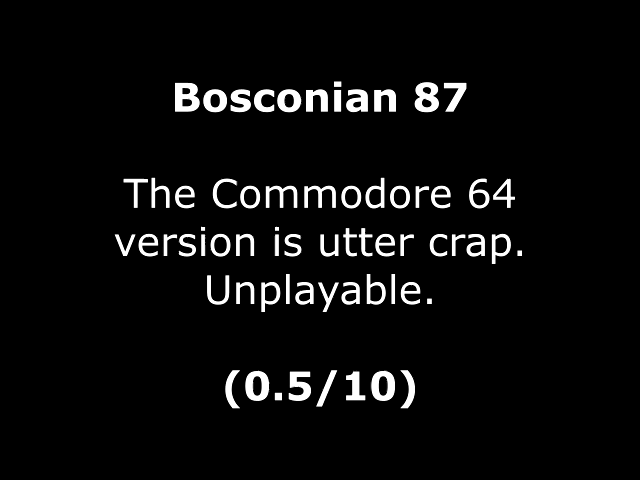 Bosconian 87
The Commodore 64
version is utter crap.
Unplayable.
(0.5/10)